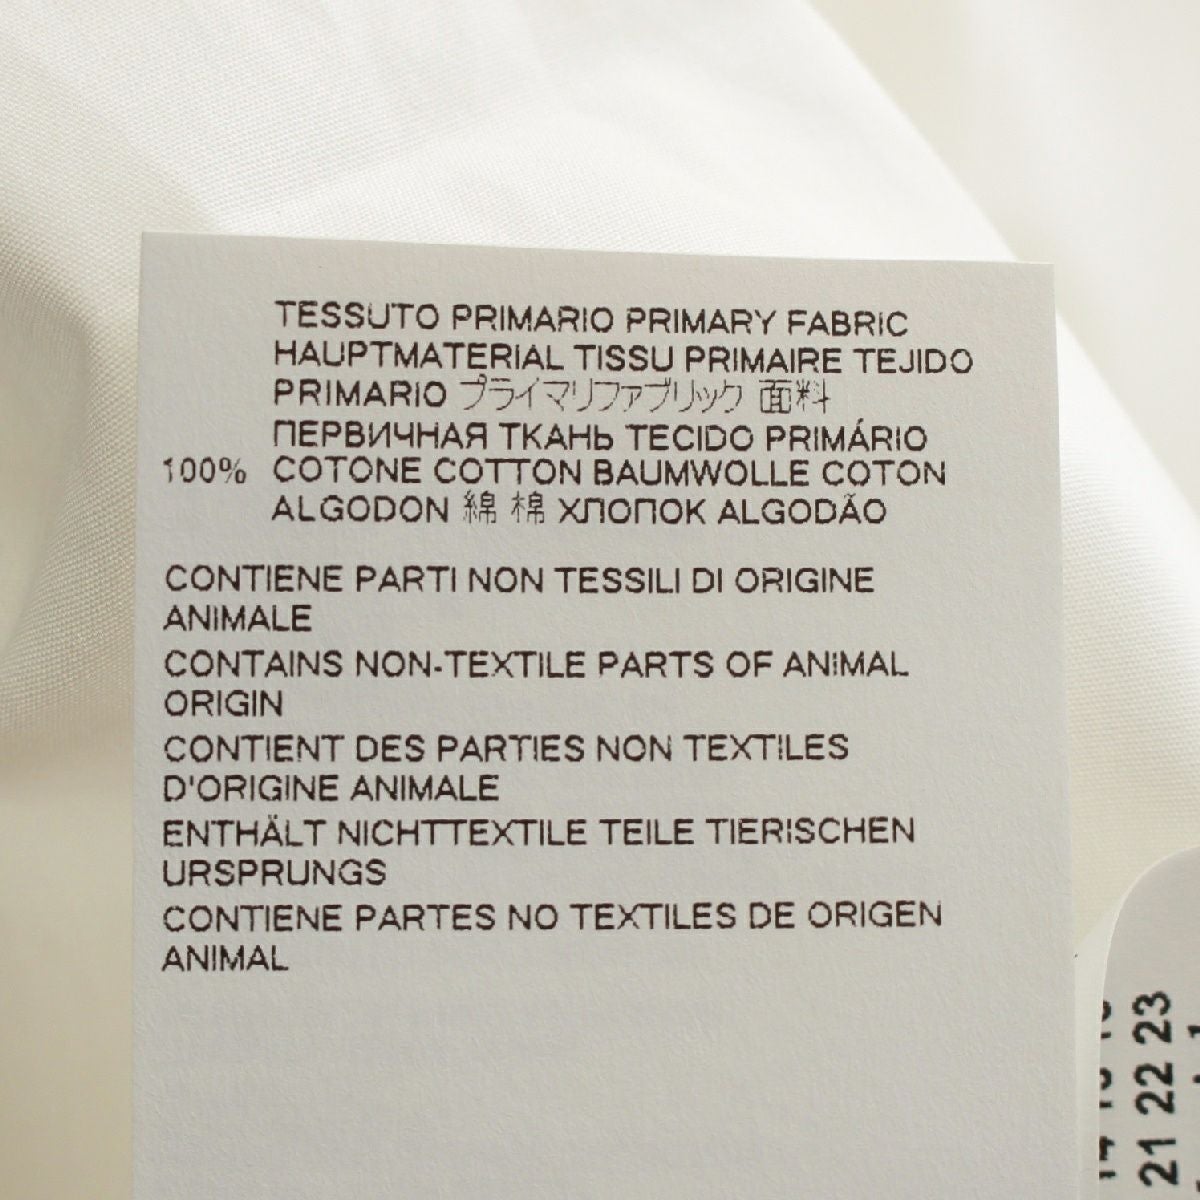 TESSUTO PRIMARIO PRIMARY FABRIC
HAUPTMATERIAL TISSU PRIMAIRE TEJIDO
PRIMARIO プライマリファブリック 面料
ПЕРВИЧНАЯ ТКАНЬ TECIDO PRIMÁRIO
100% COTONE COTTON BAUMWOLLE COTON
ALGODON 綿 棉 ХЛОПОК ALGODÃO
CONTIENE PARTI NON TESSILI DI ORIGINE
ANIMALE
CONTAINS NON-TEXTILE PARTS OF ANIMAL
ORIGIN
CONTIENT DES PARTIES NON TEXTILES
D'ORIGINE ANIMALE
ENTHÄLT NICHTTEXTILE TEILE TIERISCHEN
URSPRUNGS
CONTIENE PARTES NO TEXTILES DE ORIGEN
ANIMAL
21 22 23